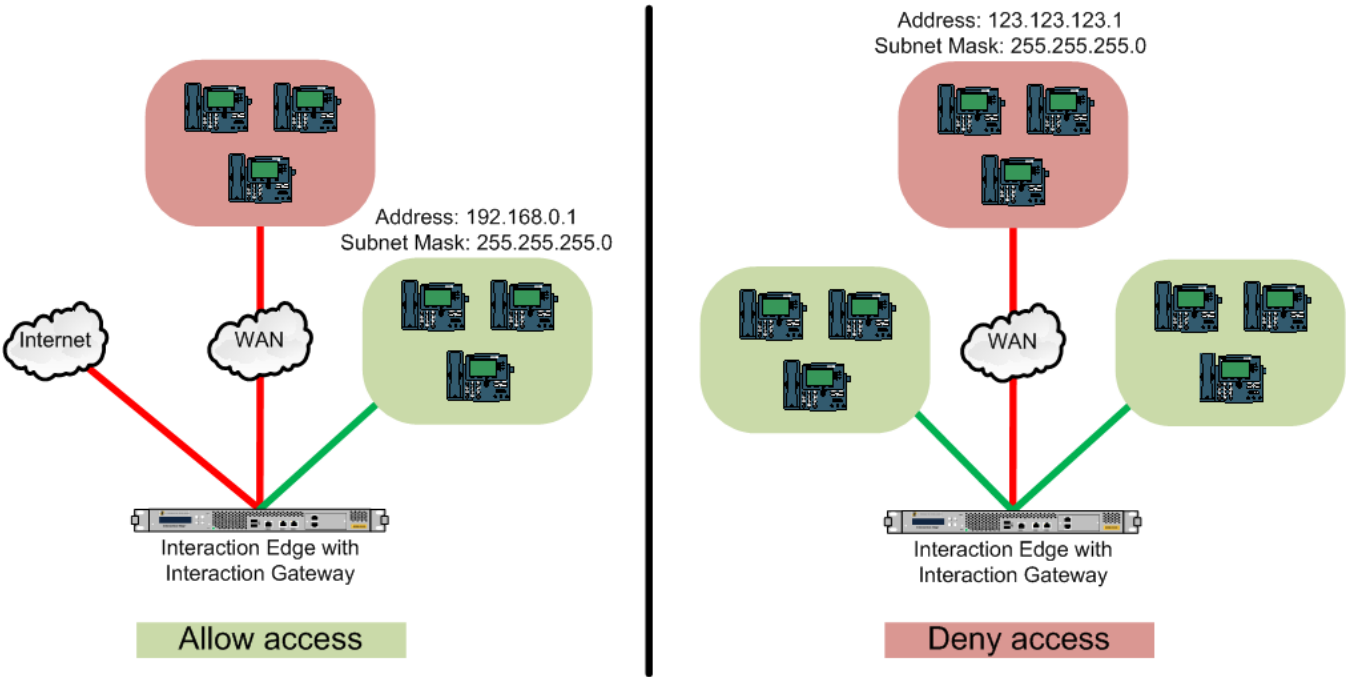 Address: 192.168.0.1
Subnet Mask: 255.255.255.0
Internet
WAN
Interaction Edge with
Interaction Gateway
Allow access
Address: 123.123.123.1
Subnet Mask: 255.255.255.0
WAN
Interaction Edge with
Interaction Gateway
Deny access